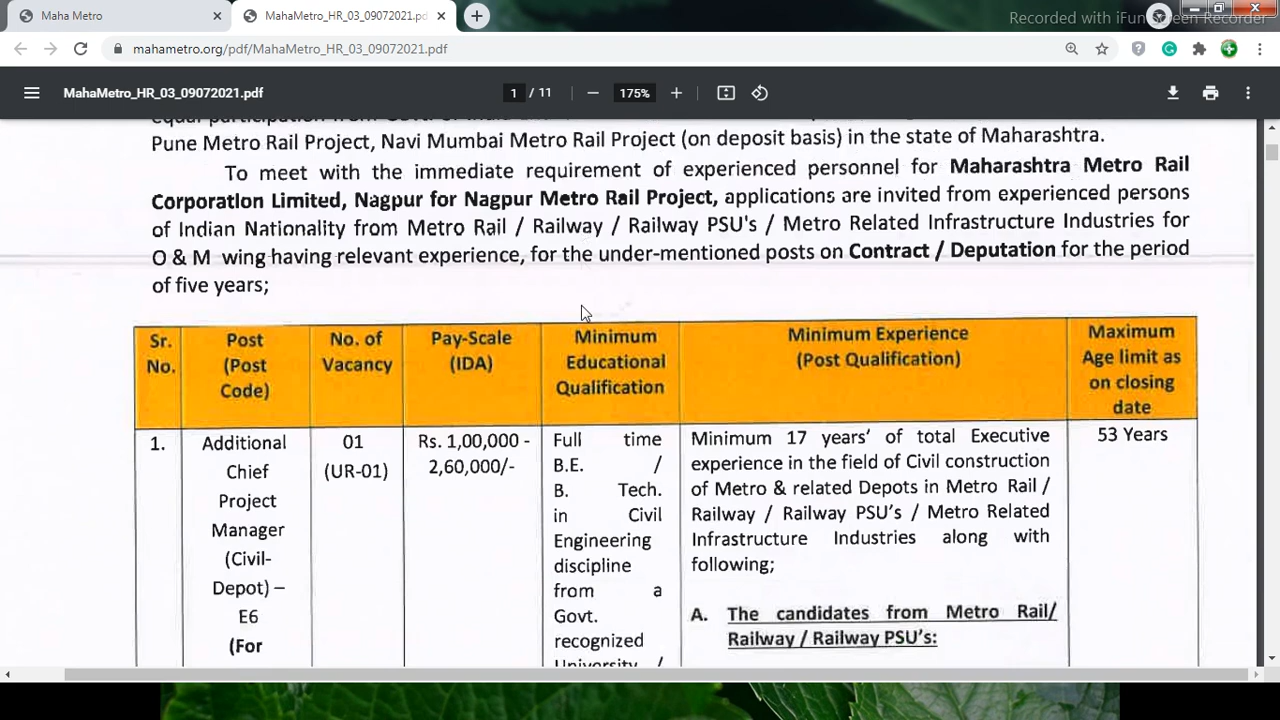 Maha Metro
MahaMetro_HR_03_09072021.pdf
Recorded with iFun Screen Recorder
mahametro.org/pdf/MahaMetro_HR_03_09072021.pdf
MahaMetro_HR_03_09072021.pdf
1 / 11
175%
Pune Metro Rail Project, Navi Mumbai Metro Rail Project (on deposit basis) in the state of Maharashtra.
To meet with the immediate requirement of experienced personnel for Maharashtra Metro Rail
Corporation Limited, Nagpur for Nagpur Metro Rail Project, applications are invited from experienced persons
of Indian Nationality from Metro Rail / Railway / Railway PSU's / Metro Related Infrastructure Industries for
O & M wing having relevant experience, for the under-mentioned posts on Contract / Deputation for the period
of five years;
Sr.
No.
Post
(Post
Code)
No. of
Vacancy
Pay-Scale
(IDA)
Minimum
Educational
Qualification
Minimum Experience
(Post Qualification)
Maximum
Age limit as
on closing
date
1.
Additional
Chief
Project
Manager
(Civil-
Depot) –
E6
(For
01
(UR-01)
Rs. 1,00,000 -
2,60,000/-
Full time
B.E. /
B. Tech.
in Civil
Engineering
discipline
from a
Govt.
recognized
University /
Minimum 17 years' of total Executive
experience in the field of Civil construction
of Metro & related Depots in Metro Rail /
Railway / Railway PSU's / Metro Related
Infrastructure Industries along with
following;
A. The candidates from Metro Rail/
Railway / Railway PSU's:
53 Years